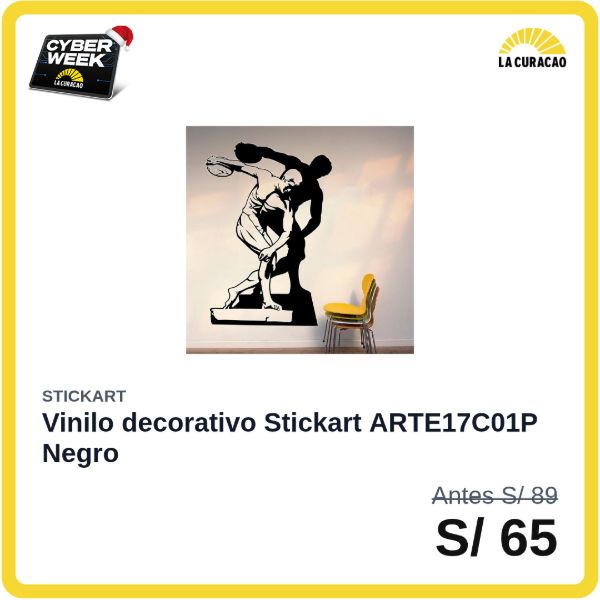 CYBER
WEEK
LA CURACAO
LA CURACAO
STICKART
Vinilo decorativo Stickart ARTE17C01P
Negro
Antes S/ 89
S/ 65